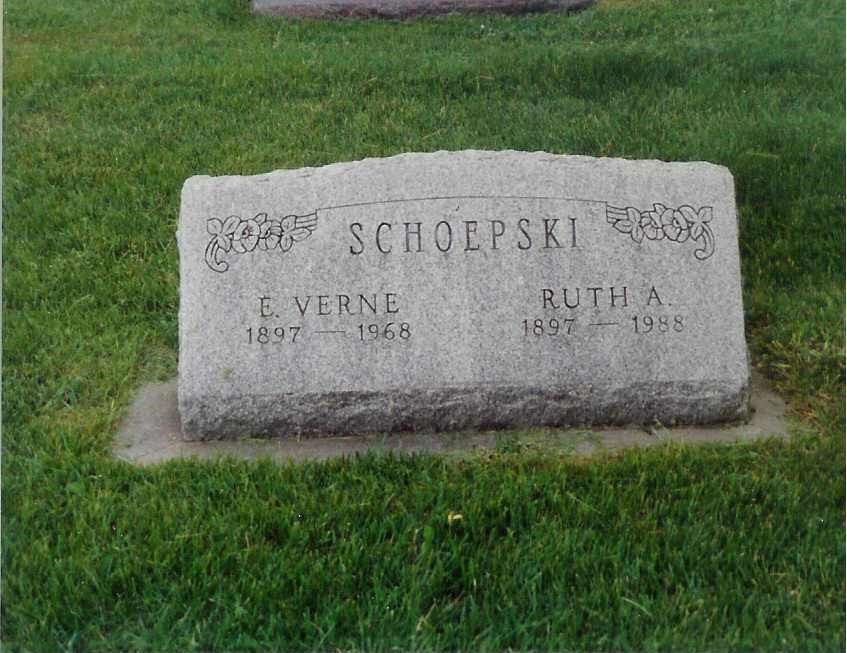 SCHOEPSKI
E. VERNE RUTH A.
1897 — 1968 1897 — 1988